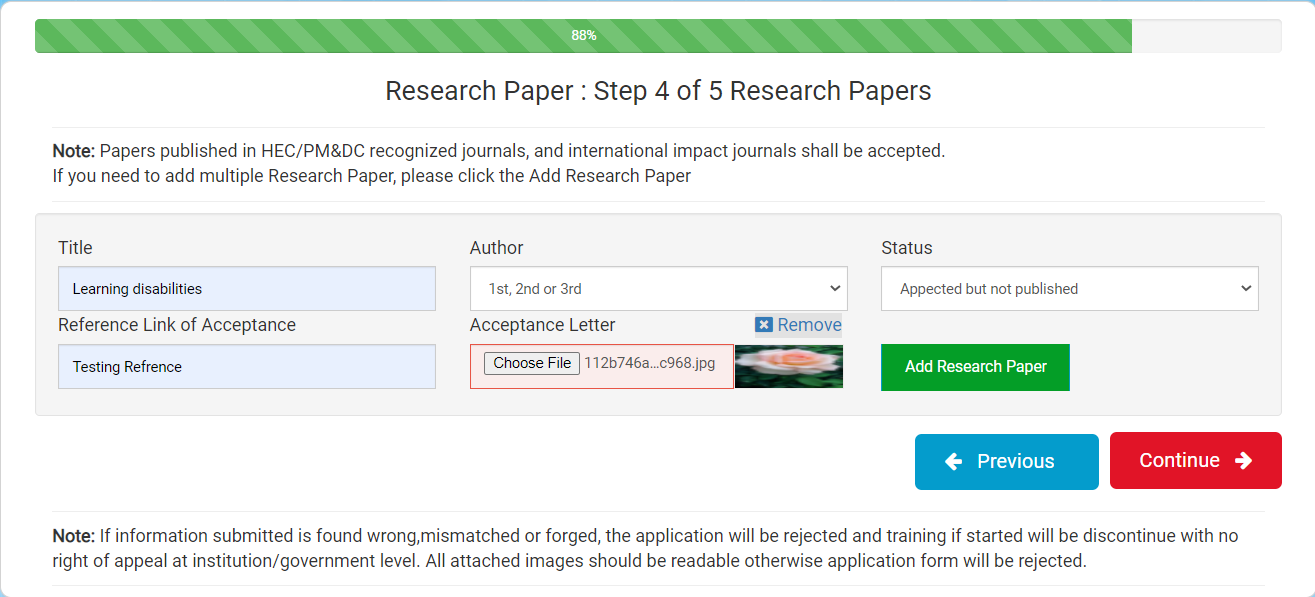 88%
Research Paper : Step 4 of 5 Research Papers
Note: Papers published in HEC/PM&DC recognized journals, and international impact journals shall be accepted.
If you need to add multiple Research Paper, please click the Add Research Paper
Title
Author
Status
Learning disabilities
1st, 2nd or 3rd
Appected but not published
Reference Link of Acceptance
Acceptance Letter
Remove
Testing Refrence
Choose File 112b746a...c968.jpg
Add Research Paper
Previous
Continue
Note: If information submitted is found wrong,mismatched or forged, the application will be rejected and training if started will be discontinue with no
right of appeal at institution/government level. All attached images should be readable otherwise application form will be rejected.